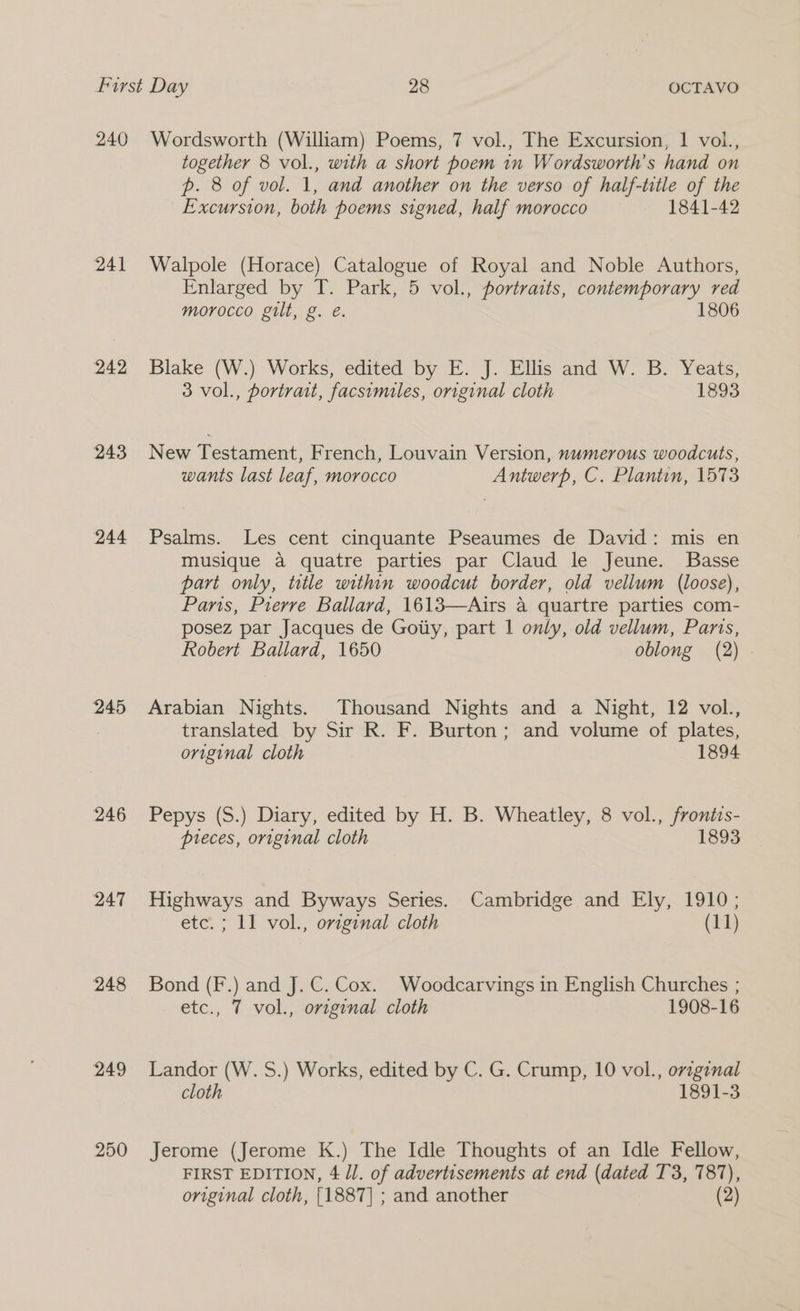 First Day 28 OCTAVO
240 Wordsworth (William) Poems, 7 vol., The Excursion, 1 vol.,
together 8 vol., with a short poem in Wordsworth's hand on
p. 8 of vol. 1, and another on the verso of half-title of the
Excursion, both poems signed, half morocco 1841-42
241 Walpole (Horace) Catalogue of Royal and Noble Authors,
Enlarged by T. Park, 5 vol., portraits, contemporary red
morocco gilt, g. e. 1806
242 Blake (W.) Works, edited by E. J. Ellis and W. B. Yeats,
3 vol., portrait, facsimiles, original cloth 1893
243 New Testament, French, Louvain Version, numerous woodcuts,
wants last leaf, morocco Antwerp, C. Plantin, 1573
244 Psalms. Les cent cinquante Pseaumes de David : mis en
musique à quatre parties par Claud le Jeune. Basse
part only, title within woodcut border, old vellum (loose),
Paris, Pierre Ballard, 1613—Airs à quartre parties com-
posez par Jacques de Goüy, part 1 only, old vellum, Paris,
Robert Ballard, 1650 oblong (2)
245 Arabian Nights. Thousand Nights and a Night, 12 vol.,
translated by Sir R. F. Burton ; and volume of plates,
original cloth 1894
246 Pepys (S.) Diary, edited by H. B. Wheatley, 8 vol., frontis-
pieces, original cloth 1893
247 Highways and Byways Series. Cambridge and Ely, 1910 ;
etc. ; 11 vol., original cloth (11)
248 Bond (F.) and J. C. Cox. Woodcarvings in English Churches ;
etc., 7 vol., original cloth 1908-16
249 Landor (W. S.) Works, edited by C. G. Crump, 10 vol., original
cloth 1891-3
250 Jerome (Jerome K.) The Idle Thoughts of an Idle Fellow,
FIRST EDITION, 4 ll. of advertisements at end (dated T3, 787),
original cloth, [1887] ; and another (2)